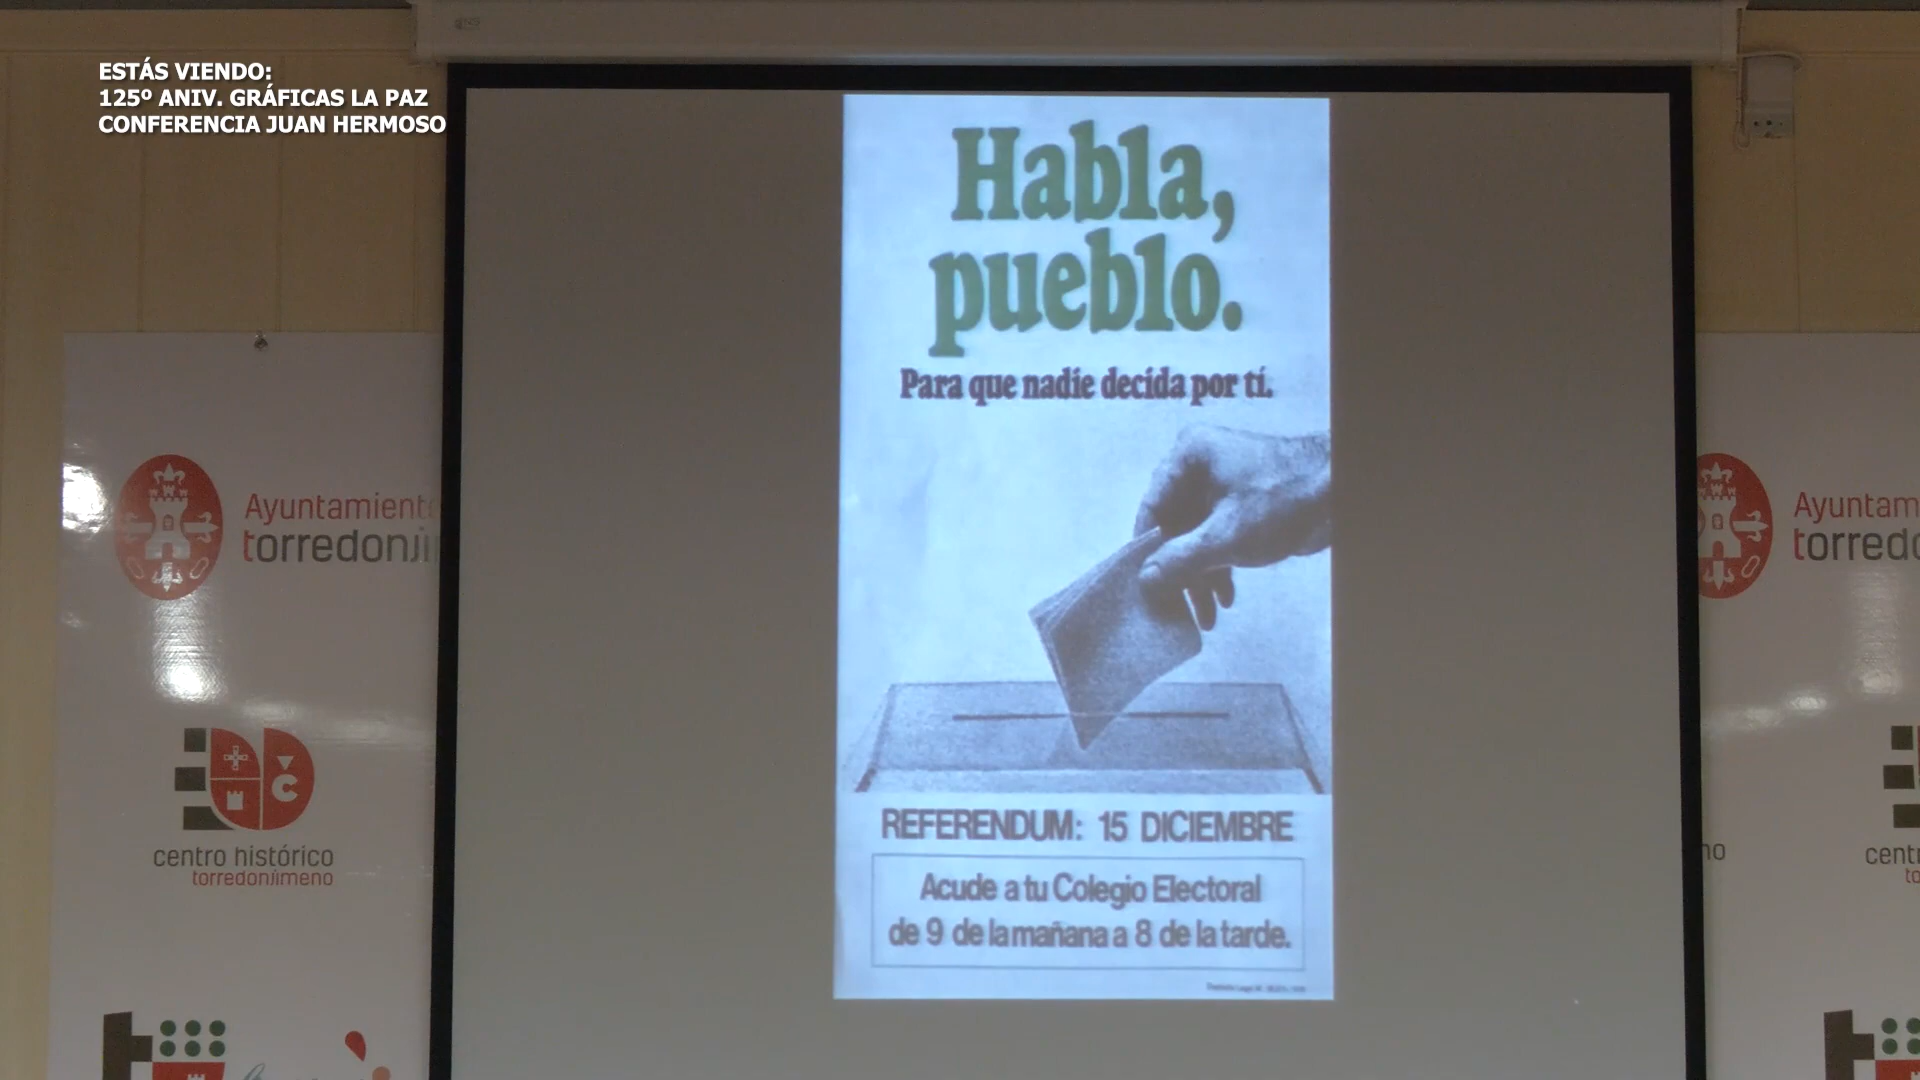 ESTÁS VIENDO:
125º ANIV. GRÁFICAS LA PAZ
CONFERENCIA JUAN HERMOSO
Habla,
pueblo.
Para que nadie decida por tí.
REFERENDUM: 15 DICIEMBRE
Acude a tu Colegio Electoral
de 9 de la mañana a 8 de la tarde.
Ayuntamient
torredonji
centro histórico
torredonjimeno
Ayuntam
torredo
no
cent
to